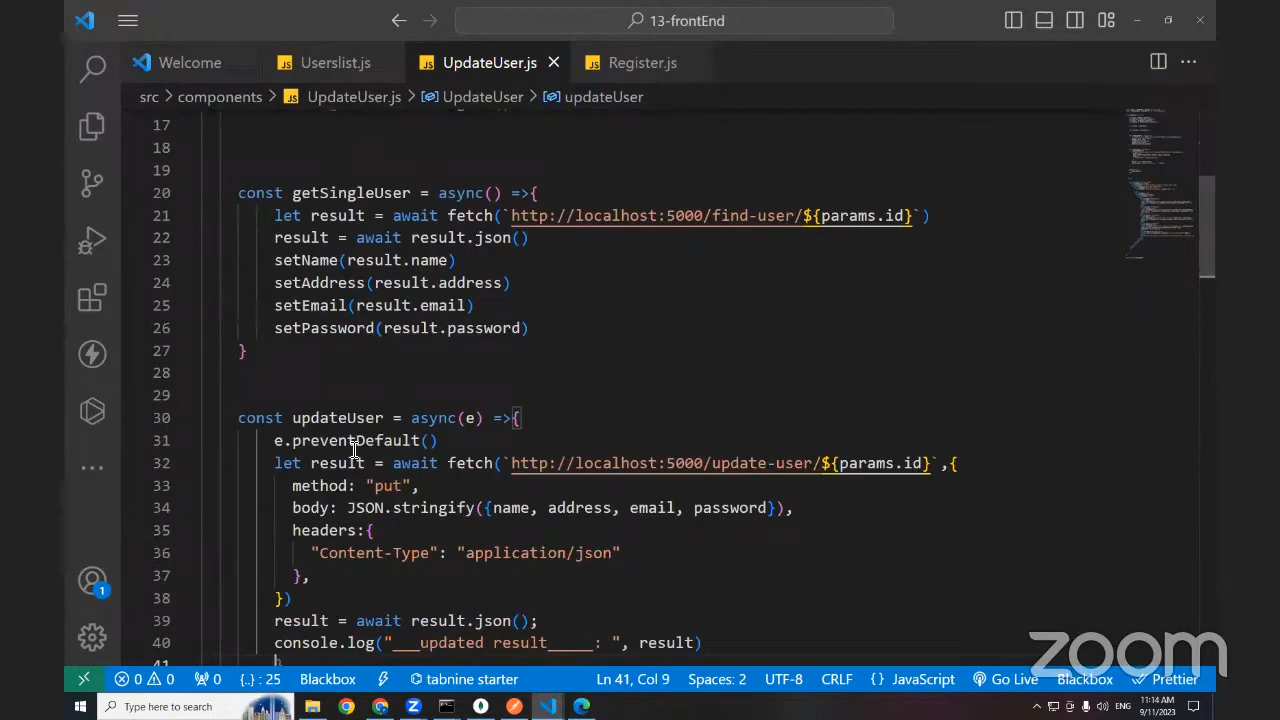 13-frontEnd
Welcome
JS Userslist.js
JS UpdateUser.js
JS Register.js
src > components > JS UpdateUser.js > UpdateUser > updateUser
17
18
19
20 const getSingleUser = async() =>{
21 let result = await fetch(`http://localhost:5000/find-user/${params.id}`)
22 result = await result.json()
23 setName(result.name)
24 setAddress(result.address)
25 setEmail(result.email)
26 setPassword(result.password)
27 }
28
29
30 const updateUser = async(e) =>{
31 e.preventDefault()
32 let result = await fetch(`http://localhost:5000/update-user/${params.id}`,{
33 method: "put",
34 body: JSON.stringify({name, address, email, password}),
35 headers:{
36 "Content-Type": "application/json"
37 },
38 })
39 result = await result.json();
40 console.log("___updated result_____: ", result)
41 }
1
zoom
0 0 0 {..} : 25 Blackbox tabnine starter Ln 41, Col 9 Spaces: 2 UTF-8 CRLF { } JavaScript Go Live Blackbox Prettier
Type here to search
11:14 AM
9/11/2023